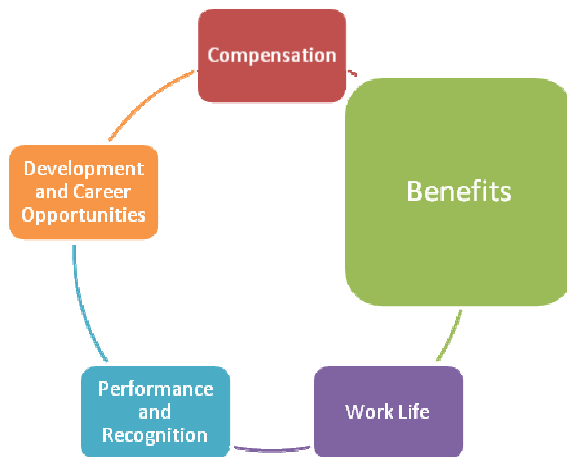 Compensation
Benefits
Development
and Career
Opportunities
Performance
and
Recognition
Work Life